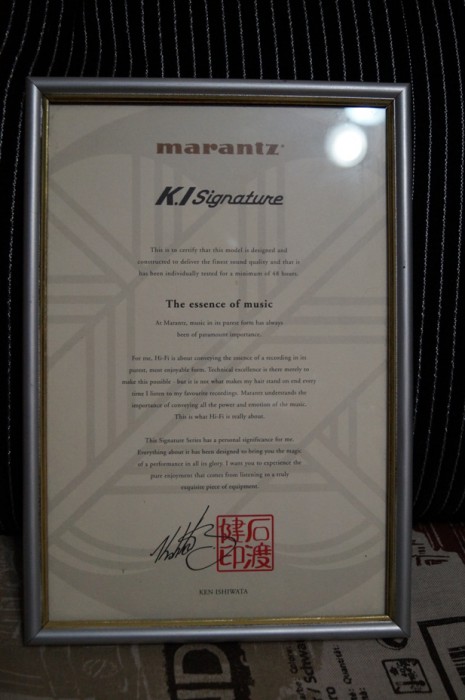 marantz
K.I Signature
This is to certify that this model is designed and
constructed to deliver the finest sound quality and that is
has been individually tested for a minimum of 48 hours.
The essence of music
At Marantz, music in its purest form has always
been of paramount importance.
For me, Hi-Fi is about conveying the essence of a recording in its
purest, most enjoyable form. Technical excellence is there merely to
make this possible - but it is not what makes my hair stand on end every
time I listen to my favourite recordings. Marantz understands the
importance of conveying all the power and emotion of the music.
This is what Hi-Fi is really about.
This Signature Series has a personal significance for me.
Everything about it has been designed to bring you the magic
of a performance in all its glory. I want you to experience the
pure enjoyment that comes from listening to a truly
exquisite piece of equipment.
石渡
健印
KEN ISHIWATA